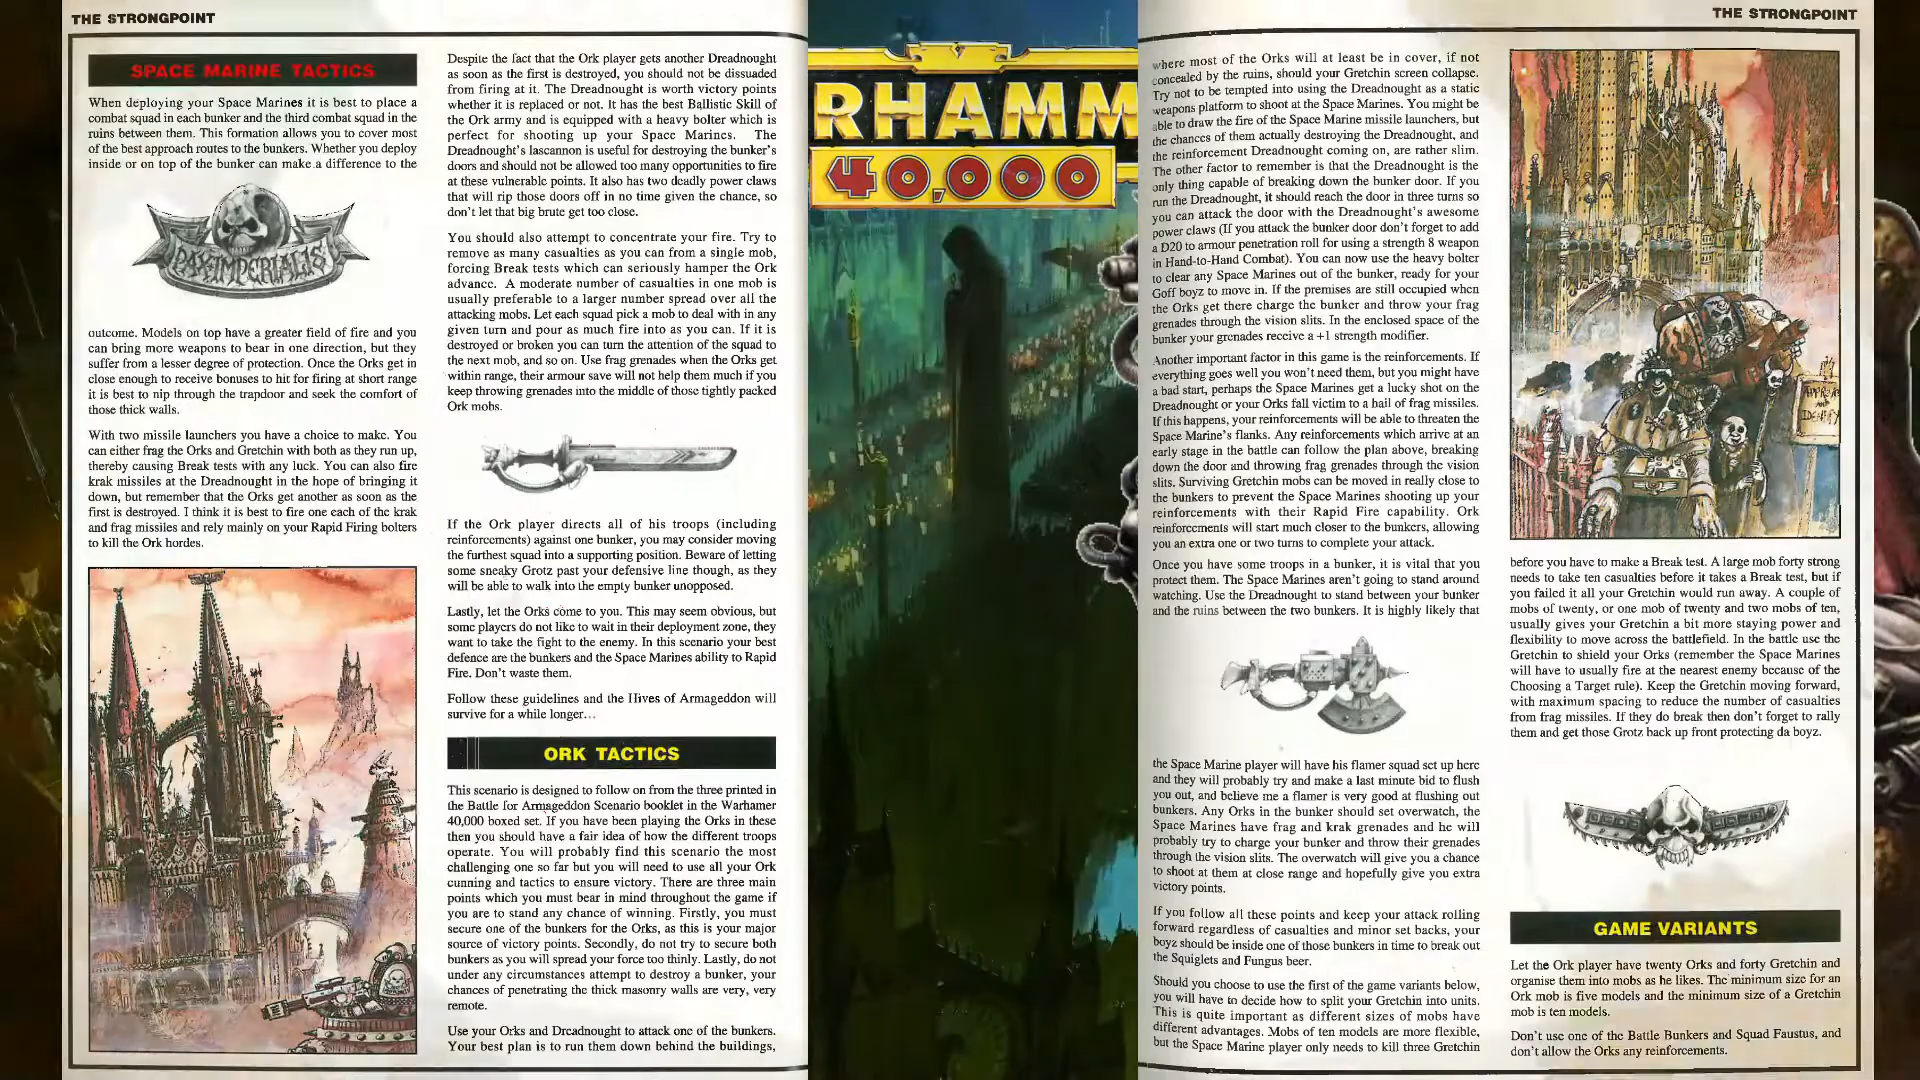 THE STRONGPOINT
SPACE MARINE TACTICS
When deploying your Space Marines it is best to place a
combat squad in each bunker and the third combat squad in the
ruins between them. This formation allows you to cover most
of the best approach routes to the bunkers. Whether you deploy
inside or on top of the bunker can make a difference to the
PAX IMPERIALIS
outcome. Models on top have a greater field of fire and you
can bring more weapons to bear in one direction, but they
suffer from a lesser degree of protection. Once the Orks get in
close enough to receive bonuses to hit for firing at short range
it is best to nip through the trapdoor and seek the comfort of
those thick walls.
With two missile launchers you have a choice to make. You
can either frag the Orks and Gretchin with both as they run up,
thereby causing Break tests with any luck. You can also fire
krak missiles at the Dreadnought in the hope of bringing it
down, but remember that the Orks get another as soon as the
first is destroyed. I think it is best to fire one each of the krak
and frag missiles and rely mainly on your Rapid Firing bolters
to kill the Ork hordes.
Despite the fact that the Ork player gets another Dreadnought
as soon as the first is destroyed, you should not be dissuaded
from firing at it. The Dreadnought is worth victory points
whether it is replaced or not. It has the best Ballistic Skill of
the Ork army and is equipped with a heavy bolter which is
perfect for shooting up your Space Marines. The
Dreadnought's lascannon is useful for destroying the bunker's
doors and should not be allowed too many opportunities to fire
at these vulnerable points. It also has two deadly power claws
that will rip those doors off in no time given the chance, so
don't let that big brute get too close.
You should also attempt to concentrate your fire. Try to
remove as many casualties as you can from a single mob,
forcing Break tests which can seriously hamper the Ork
advance. A moderate number of casualties in one mob is
usually preferable to a larger number spread over all the
attacking mobs. Let each squad pick a mob to deal with in any
given turn and pour as much fire into as you can. If it is
destroyed or broken you can turn the attention of the squad to
the next mob, and so on. Use frag grenades when the Orks get
within range, their armour save will not help them much if you
keep throwing grenades into the middle of those tightly packed
Ork mobs.
If the Ork player directs all of his troops (including
reinforcements) against one bunker, you may consider moving
the furthest squad into a supporting position. Beware of letting
some sneaky Grotz past your defensive line though, as they
will be able to walk into the empty bunker unopposed.
Lastly, let the Orks come to you. This may seem obvious, but
some players do not like to wait in their deployment zone, they
want to take the fight to the enemy. In this scenario your best
defence are the bunkers and the Space Marines ability to Rapid
Fire. Don't waste them.
Follow these guidelines and the Hives of Armageddon will
survive for a while longer...
ORK TACTICS
This scenario is designed to follow on from the three printed in
the Battle for Armageddon Scenario booklet in the Warhamer
40,000 boxed set. If you have been playing the Orks in these
then you should have a fair idea of how the different troops
operate. You will probably find this scenario the most
challenging one so far but you will need to use all your Ork
cunning and tactics to ensure victory. There are three main
points which you must bear in mind throughout the game if
you are to stand any chance of winning. Firstly, you must
secure one of the bunkers for the Orks, as this is your major
source of victory points. Secondly, do not try to secure both
bunkers as you will spread your force too thinly. Lastly, do not
under any circumstances attempt to destroy a bunker, your
chances of penetrating the thick masonry walls are very, very
remote.
Use your Orks and Dreadnought to attack one of the bunkers.
Your best plan is to run them down behind the buildings,
RHAMM
40,000
THE STRONGPOINT
where most of the Orks will at least be in cover, if not
concealed by the ruins, should your Gretchin screen collapse.
Try not to be tempted into using the Dreadnought as a static
weapons platform to shoot at the Space Marines. You might be
able to draw the fire of the Space Marine missile launchers, but
the chances of them actually destroying the Dreadnought, and
the reinforcement Dreadnought coming on, are rather slim.
The other factor to remember is that the Dreadnought is the
only thing capable of breaking down the bunker door. If you
run the Dreadnought, it should reach the door in three turns so
you can attack the door with the Dreadnought's awesome
power claws (If you attack the bunker door don't forget to add
a D20 to armour penetration roll for using a strength 8 weapon
in Hand-to-Hand Combat). You can now use the heavy bolter
to clear any Space Marines out of the bunker, ready for your
Goff boyz to move in. If the premises are still occupied when
the Orks get there charge the bunker and throw your frag
grenades through the vision slits. In the enclosed space of the
bunker your grenades receive a +1 strength modifier.
Another important factor in this game is the reinforcements. If
everything goes well you won't need them, but you might have
a bad start, perhaps the Space Marines get a lucky shot on the
Dreadnought or your Orks fall victim to a hail of frag missiles.
If this happens, your reinforcements will be able to threaten the
Space Marine's flanks. Any reinforcements which arrive at an
early stage in the battle can follow the plan above, breaking
down the door and throwing frag grenades through the vision
slits. Surviving Gretchin mobs can be moved in really close to
the bunkers to prevent the Space Marines shooting up your
reinforcements with their Rapid Fire capability. Ork
reinforcements will start much closer to the bunkers, allowing
you an extra one or two turns to complete your attack.
Once you have some troops in a bunker, it is vital that you
protect them. The Space Marines aren't going to stand around
watching. Use the Dreadnought to stand between your bunker
and the ruins between the two bunkers. It is highly likely that
the Space Marine player will have his flamer squad set up here
and they will probably try and make a last minute bid to flush
you out, and believe me a flamer is very good at flushing out
bunkers. Any Orks in the bunker should set overwatch, the
Space Marines have frag and krak grenades and he will
probably try to charge your bunker and throw their grenades
through the vision slits. The overwatch will give you a chance
to shoot at them at close range and hopefully give you extra
victory points.
If you follow all these points and keep your attack rolling
forward regardless of casualties and minor set backs, your
boyz should be inside one of those bunkers in time to break out
the Squiglets and Fungus beer.
Should you choose to use the first of the game variants below,
you will have to decide how to split your Gretchin into units.
This is quite important as different sizes of mobs have
different advantages. Mobs of ten models are more flexible,
but the Space Marine player only needs to kill three Gretchin
before you have to make a Break test. A large mob forty strong
needs to take ten casualties before it takes a Break test, but if
you failed it all your Gretchin would run away. A couple of
mobs of twenty, or one mob of twenty and two mobs of ten,
usually gives your Gretchin a bit more staying power and
flexibility to move across the battlefield. In the battle use the
Gretchin to shield your Orks (remember the Space Marines
will have to usually fire at the nearest enemy because of the
Choosing a Target rule). Keep the Gretchin moving forward,
with maximum spacing to reduce the number of casualties
from frag missiles. If they do break then don't forget to rally
them and get those Grotz back up front protecting da boyz.
GAME VARIANTS
Let the Ork player have twenty Orks and forty Gretchin and
organise them into mobs as he likes. The minimum size for an
Ork mob is five models and the minimum size of a Gretchin
mob is ten models.
Don't use one of the Battle Bunkers and Squad Faustus, and
don't allow the Orks any reinforcements.